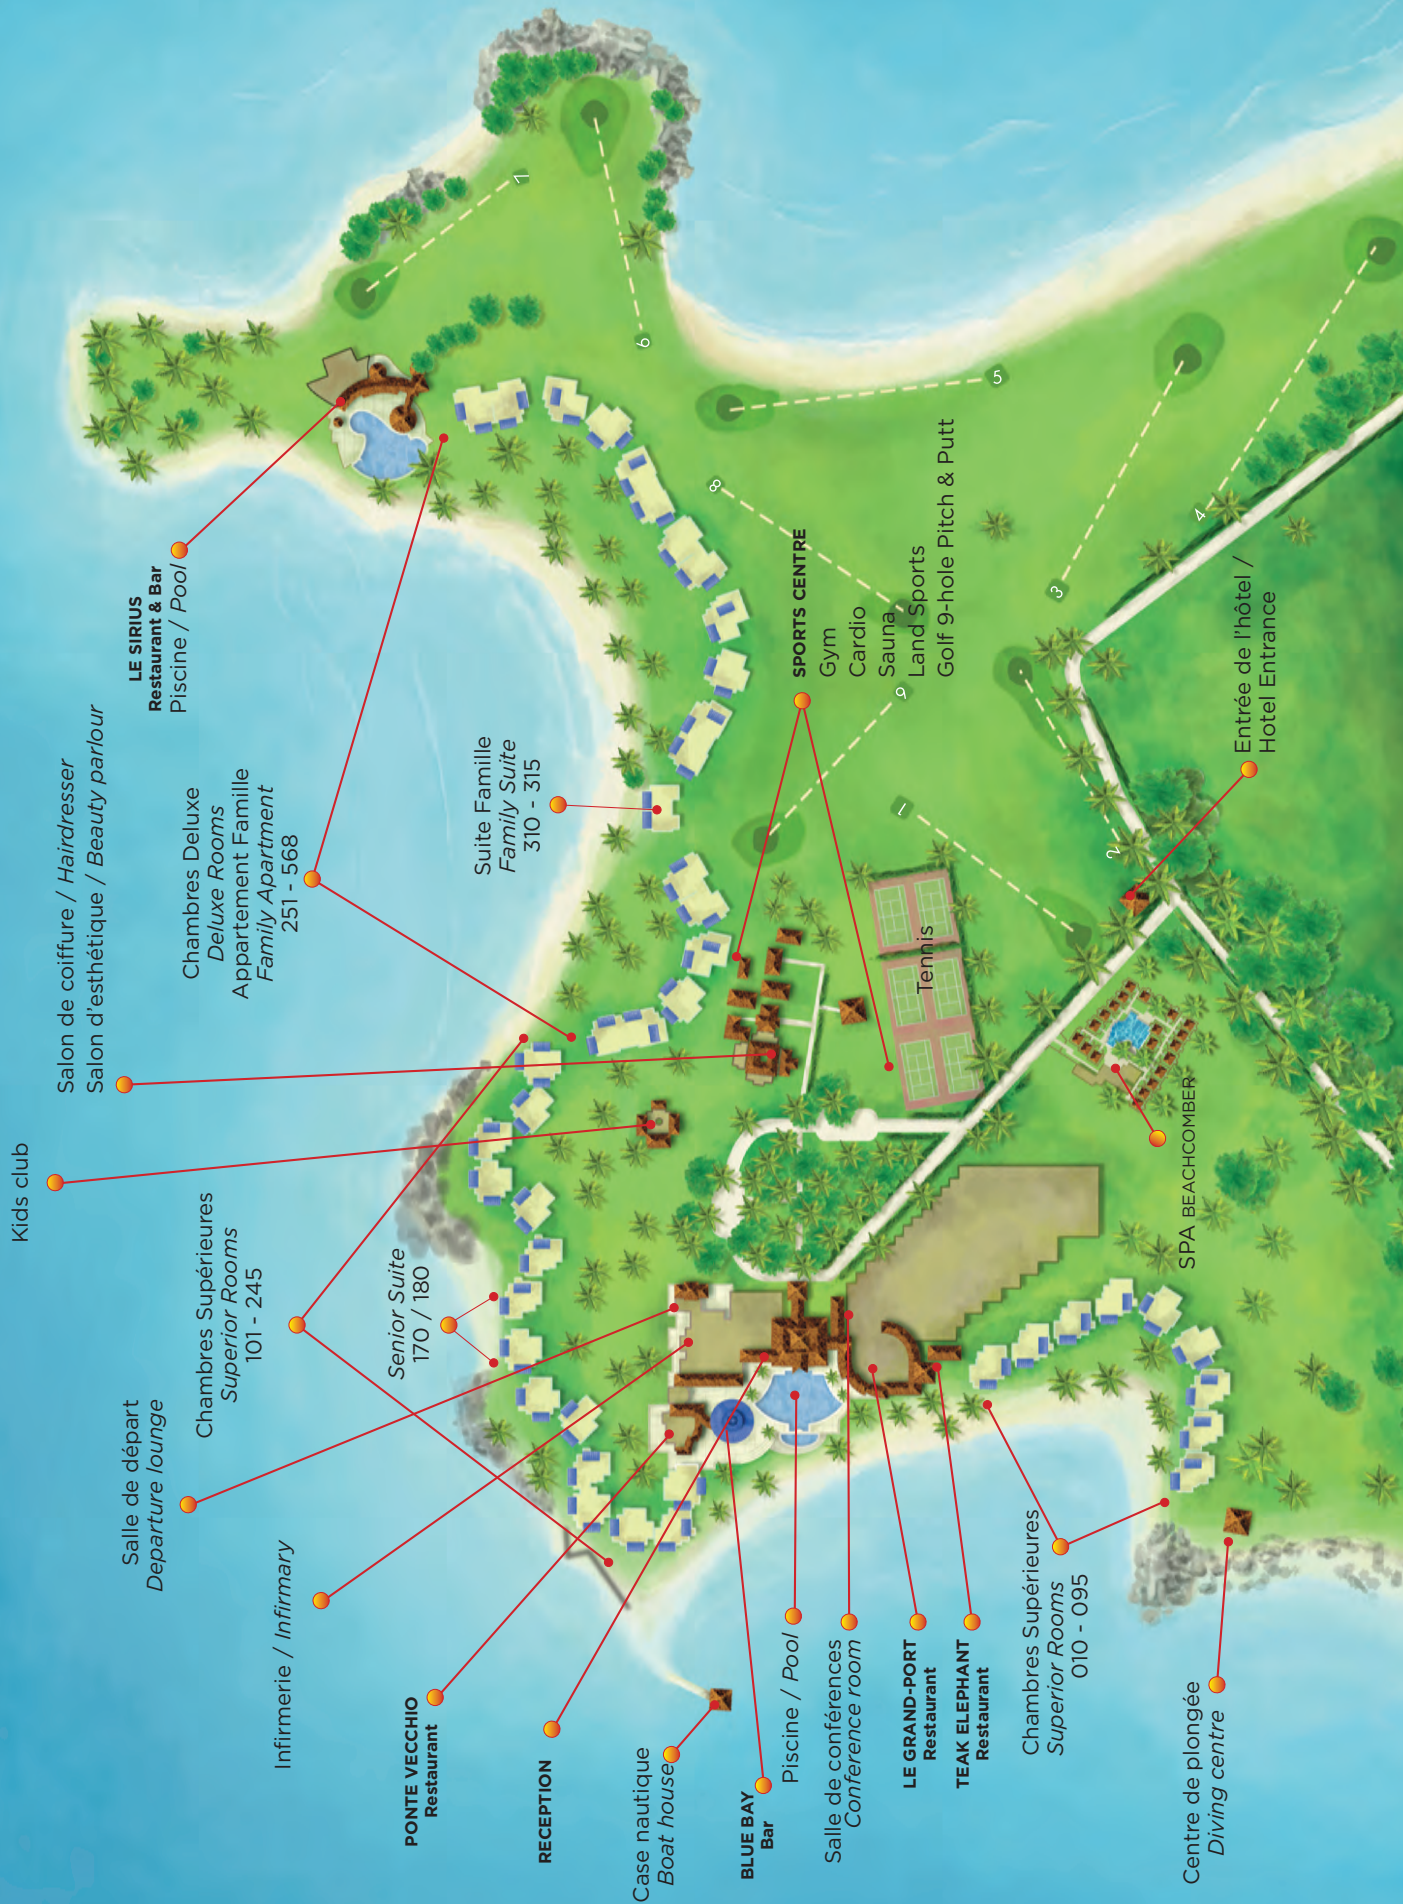 Kids club
Salon de coiffure / Hairdresser
Salon d'esthétique / Beauty parlour
LE SIRIUS
Restaurant & Bar
Piscine / Pool
Salle de départ
Departure lounge
Chambres Supérieures
Superior Rooms
101 - 245
Chambres Deluxe
Deluxe Rooms
Appartement Famille
Family Apartment
251 - 568
Infirmerie / Infirmary
Senior Suite
170 / 180
Suite Famille
Family Suite
310 - 315
PONTE VECCHIO
Restaurant
RECEPTION
Case nautique
Boat house
BLUE BAY
Bar
Piscine / Pool
Salle de conférences
Conference room
LE GRAND-PORT
Restaurant
TEAK ELEPHANT
Restaurant
Chambres Supérieures
Superior Rooms
010 - 095
Centre de plongée
Diving centre
SPORTS CENTRE
Gym
Cardio
Sauna
Land Sports
Golf 9-hole Pitch & Putt
Tennis
SPA BEACHCOMBER
Entrée de l'hôtel /
Hotel Entrance
7
6
5
8
9
4
3
1
2